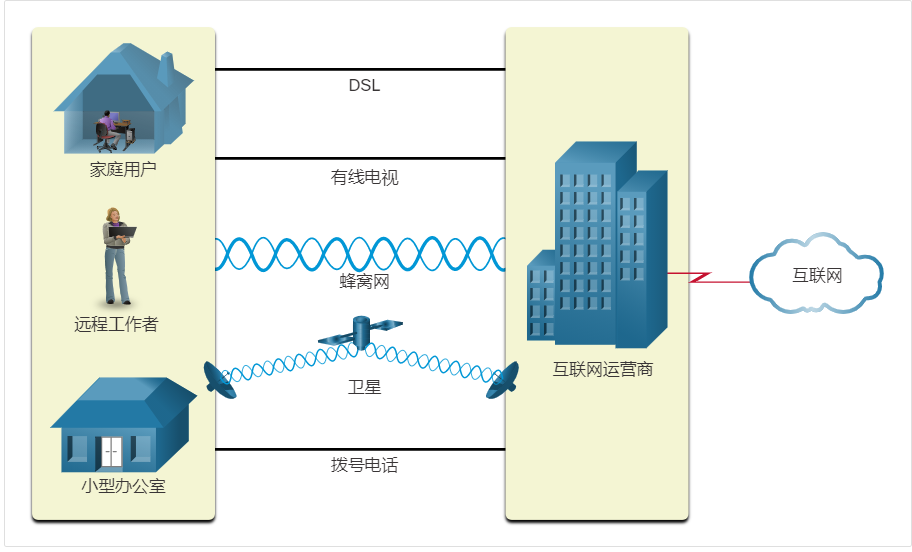 家庭用户
远程工作者
小型办公室
DSL
有线电视
蜂窝网
卫星
拨号电话
互联网运营商
互联网